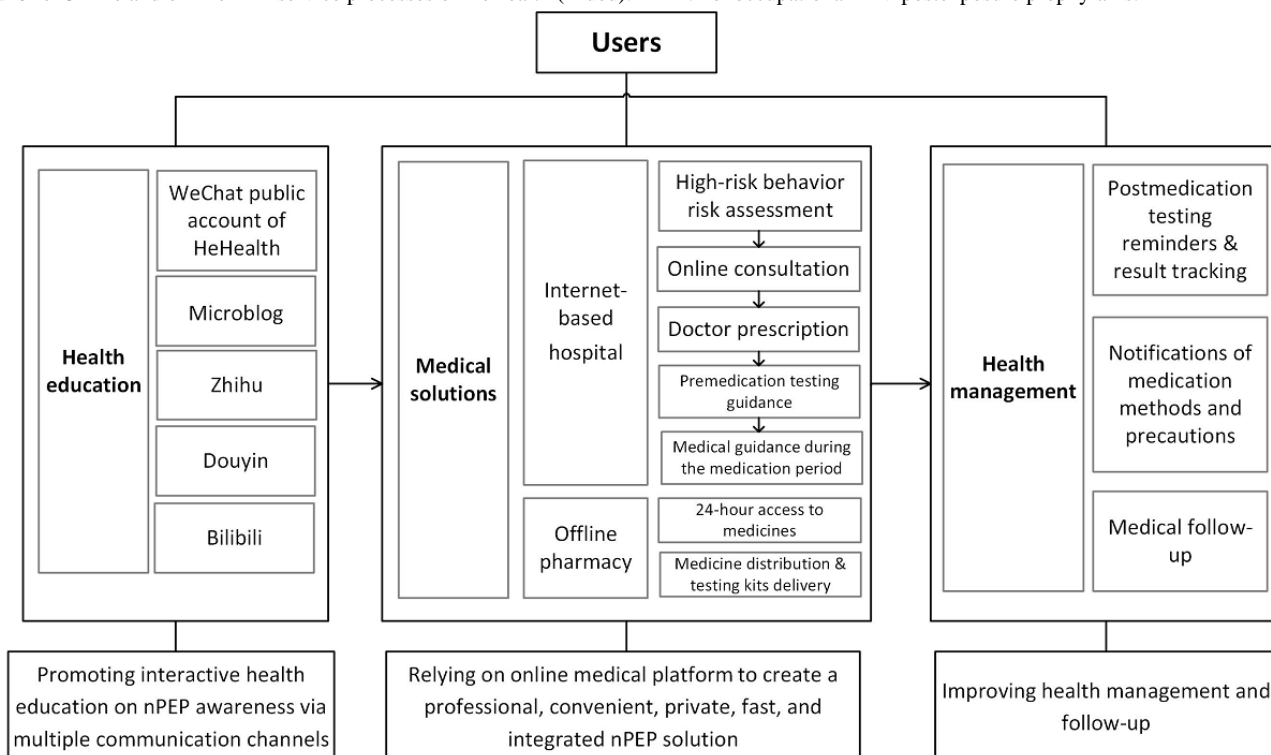 Users
Health
education
WeChat public
account of
HeHealth
Microblog
Zhihu
Douyin
Bilibili
Medical
solutions
Internet-
based
hospital
High-risk behavior
risk assessment
Online consultation
Doctor prescription
Premedication testing
guidance
Medical guidance during
the medication period
Offline
pharmacy
24-hour access to
medicines
Medicine distribution &
testing kits delivery
Health
management
Postmedication
testing
reminders &
result tracking
Notifications of
medication
methods and
precautions
Medical follow-
up
Promoting interactive health
education on nPEP awareness via
multiple communication channels
Relying on online medical platform to create a
professional, convenient, private, fast, and
integrated nPEP solution
Improving health management and
follow-up